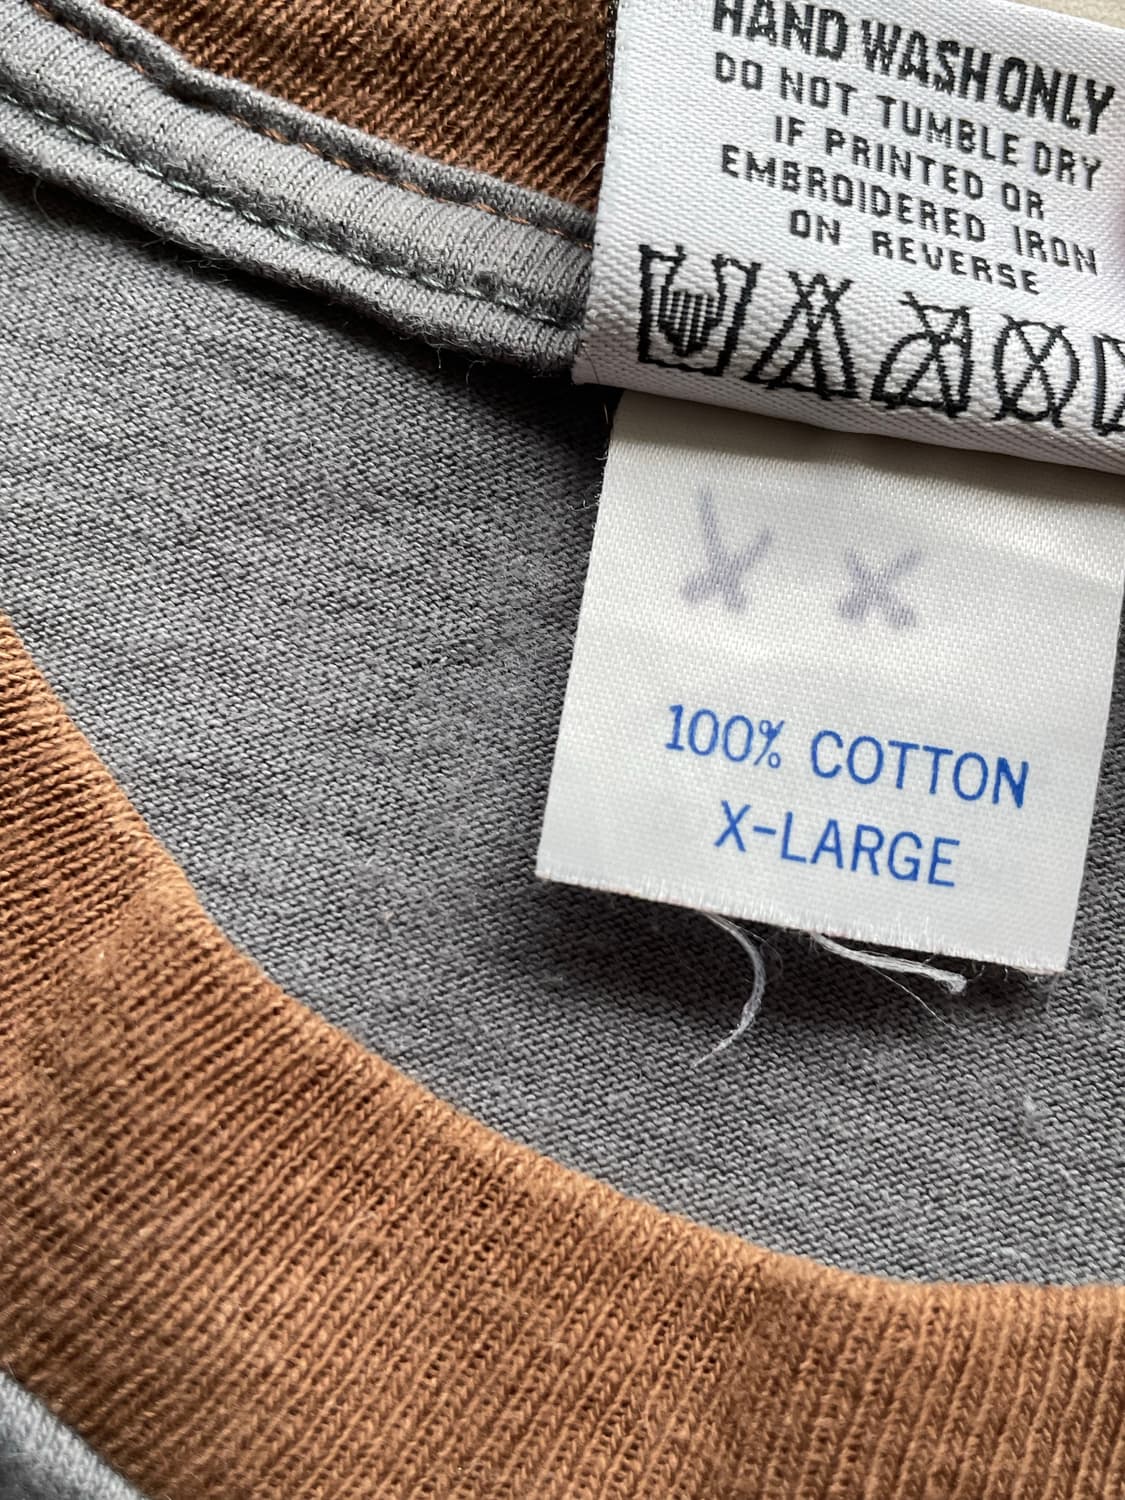 HAND WASH ONLY
DO NOT TUMBLE DRY
IF PRINTED OR
EMBROIDERED IRON
ON REVERSE
X X
100% COTTON
X-LARGE